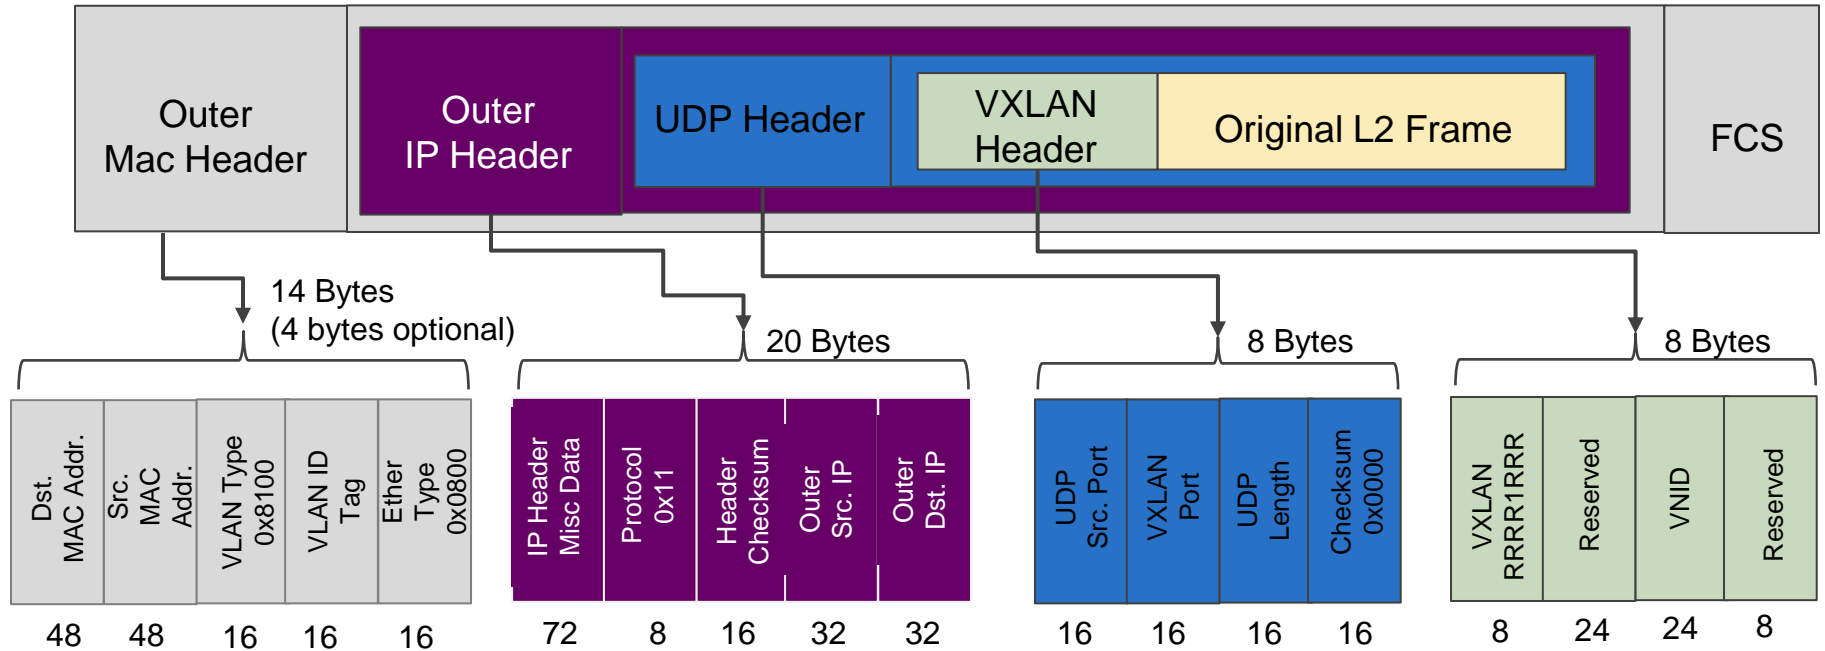 Outer
Mac Header
Outer
IP Header
UDP Header
VXLAN
Header
Original L2 Frame
FCS
14 Bytes
(4 bytes optional)
20 Bytes
8 Bytes
8 Bytes
Dst.
MAC Addr.
Src.
MAC
Addr.
VLAN Type
0x8100
VLAN ID
Tag
Ether
Type
0x0800
IP Header
Misc Data
Protocol
0x11
Header
Checksum
Outer
Src. IP
Outer
Dst. IP
UDP
Src. Port
VXLAN
Port
UDP
Length
Checksum
0x0000
VXLAN
RRRR1RRR
Reserved
VNID
Reserved
48 48 16 16 16
72 8 16 32 32
16 16 16 16
8 24 24 8